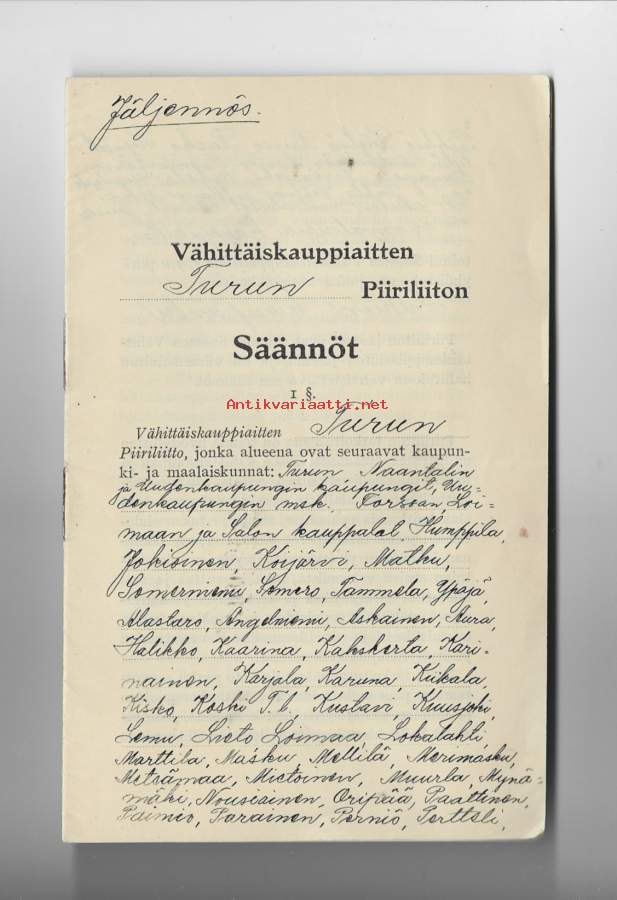 Jäljennös.
Vähittäiskauppiaitten
Turun Piiriliiton
Säännöt
1 §.
Antikvariaatti.net
Vähittäiskauppiaitten Turun
Piiriliitto, jonka alueena ovat seuraavat kaupun-
ki- ja maalaiskunnat: Turun Naantalin
ja Uudenkaupungin kaupungit, Uu-
denkaupungin msk. Forssan, Loi-
maan ja Salon kauppalat Humppila,
Jokioinen, Koijärvi, Matku,
Somerniemi, Somero, Tammela, Ypäjä,
Alastaro, Angelniemi, Askainen, Aura,
Halikko, Kaarina, Kakskerta, Kari-
nainen, Karjala, Karuna, Kiikala,
Kisko, Koski T.l. Kustavi Kuusjoki,
Lemu, Lieto Loimaa, Lokalahti,
Marttila, Masku, Mellilä, Merimasku,
Metsämaa, Mietoinen, Muurla, Mynä-
mäki, Nousiainen, Oripää, Paattinen,
Paimio, Parainen, Perniö, Pertteli,